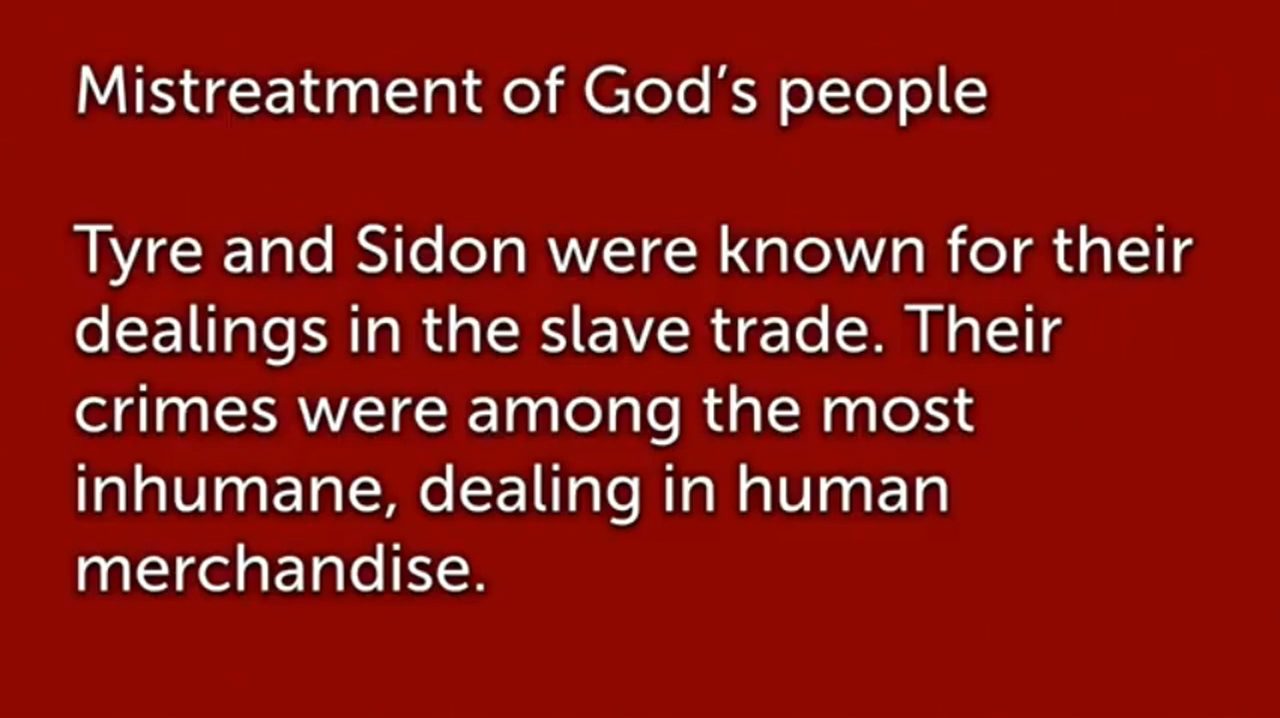 Mistreatment of God’s people
Tyre and Sidon were known for their
dealings in the slave trade. Their
crimes were among the most
inhumane, dealing in human
merchandise.